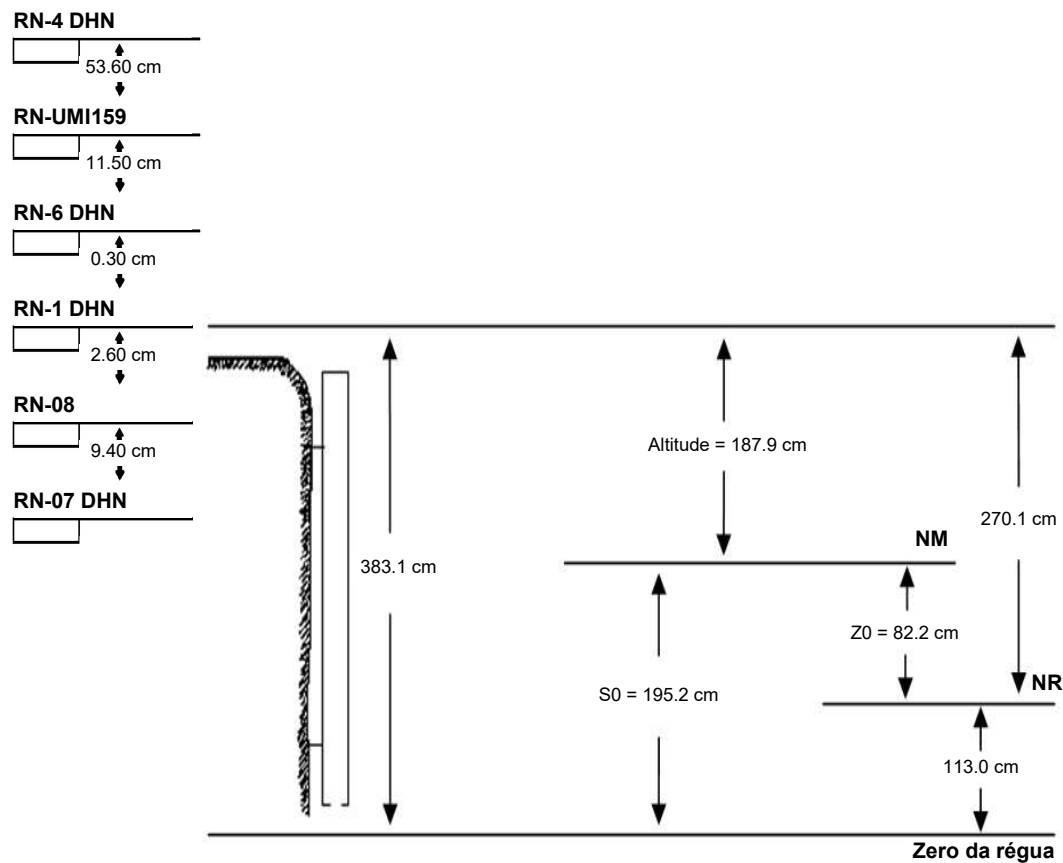 RN-4 DHN
53.60 cm
RN-UMI159
11.50 cm
RN-6 DHN
0.30 cm
RN-1 DHN
2.60 cm
RN-08
9.40 cm
RN-07 DHN
383.1 cm
Altitude = 187.9 cm
270.1 cm
NM
Z0 = 82.2 cm
S0 = 195.2 cm
NR
113.0 cm
Zero da régua